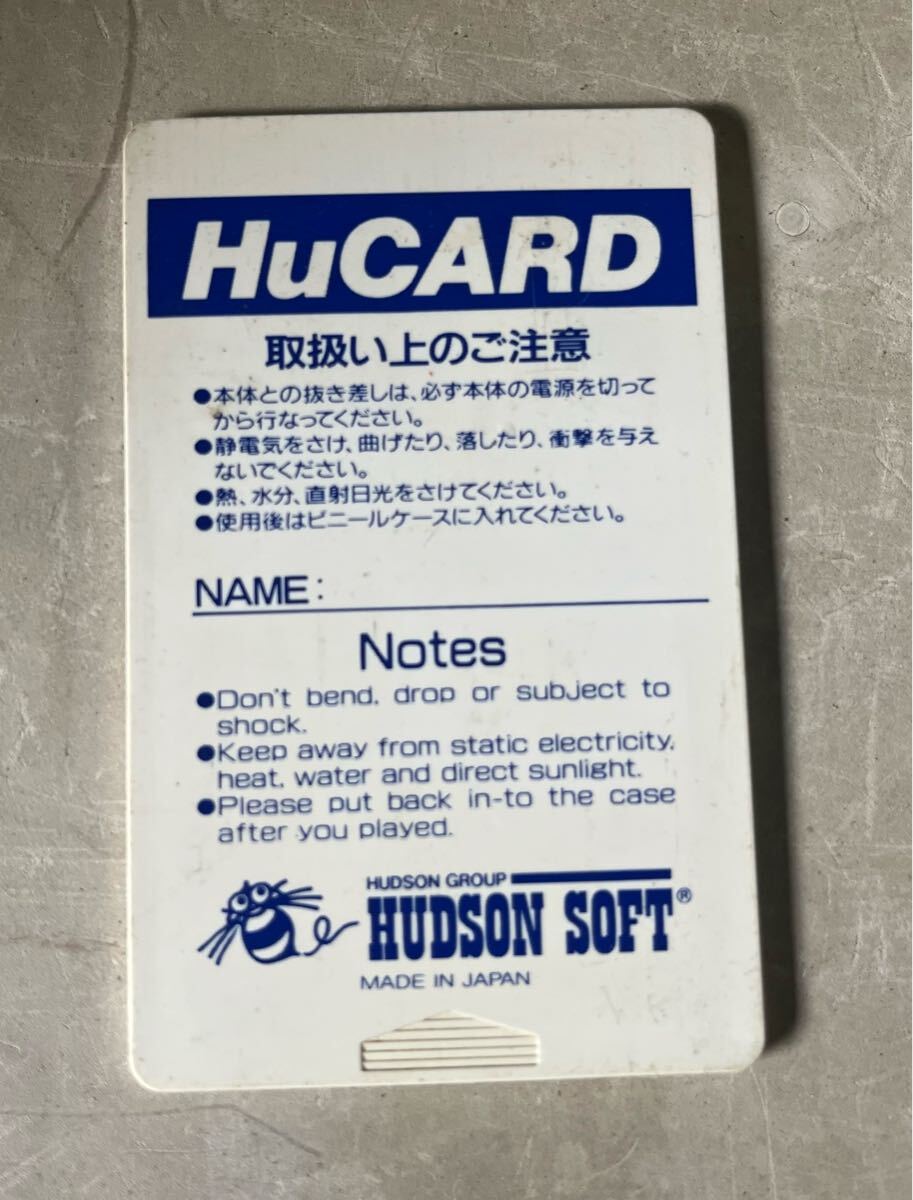 HuCARD
取扱い上のご注意
●本体との抜き差しは、必ず本体の電源を切って
から行なってください。
●静電気をさけ、曲げたり、落したり、衝撃を与え
ないでください。
●熱、水分、直射日光をさけてください。
●使用後はビニールケースに入れてください。
NAME:
Notes
●Don't bend, drop or subject to
shock.
●Keep away from static electricity,
heat, water and direct sunlight.
●Please put back in-to the case
after you played.
HUDSON GROUP
HUDSON SOFT®
MADE IN JAPAN